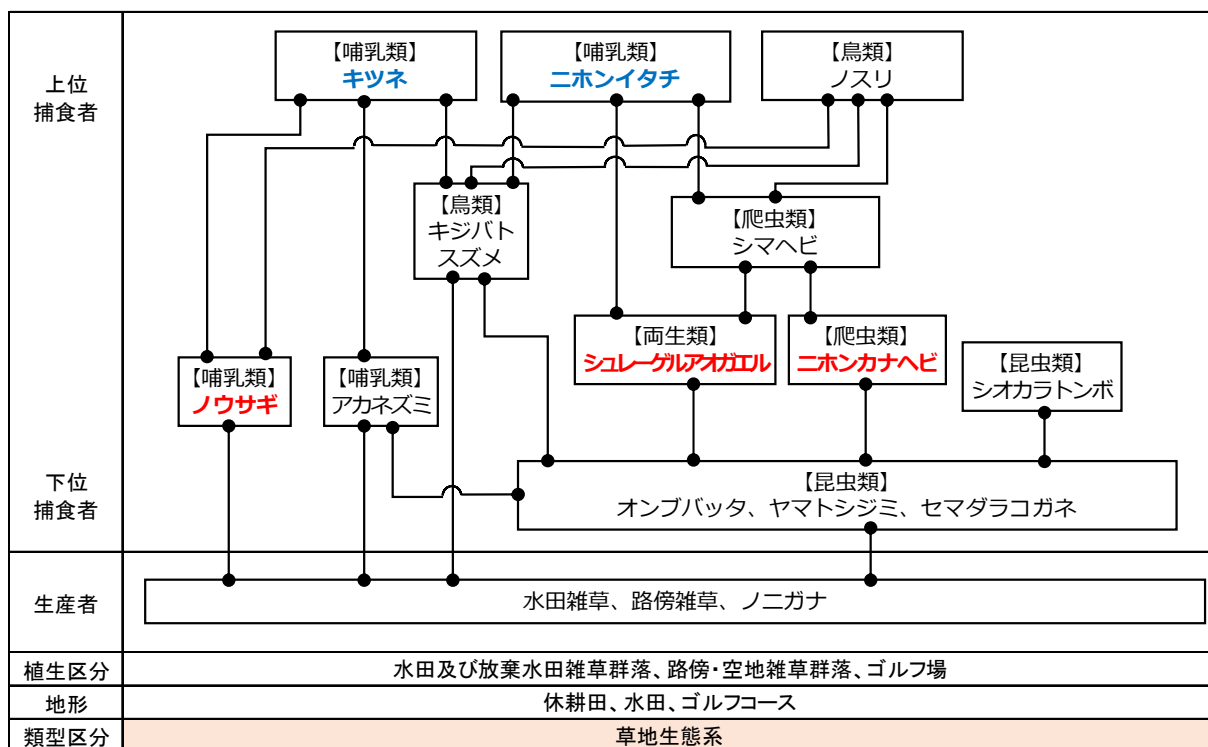 上位
捕食者
【哺乳類】
キツネ
【哺乳類】
ニホンイタチ
【鳥類】
ノスリ
【鳥類】
キジバト
スズメ
【爬虫類】
シマヘビ
【両生類】
シュレーゲルアオガエル
【爬虫類】
ニホンカナヘビ
【昆虫類】
シオカラトンボ
【哺乳類】
ノウサギ
【哺乳類】
アカネズミ
下位
捕食者
【昆虫類】
オンブバッタ、ヤマトシジミ、セマダラコガネ
生産者
水田雑草、路傍雑草、ノニガナ
植生区分
水田及び放棄水田雑草群落、路傍・空地雑草群落、ゴルフ場
地形
休耕田、水田、ゴルフコース
類型区分
草地生態系